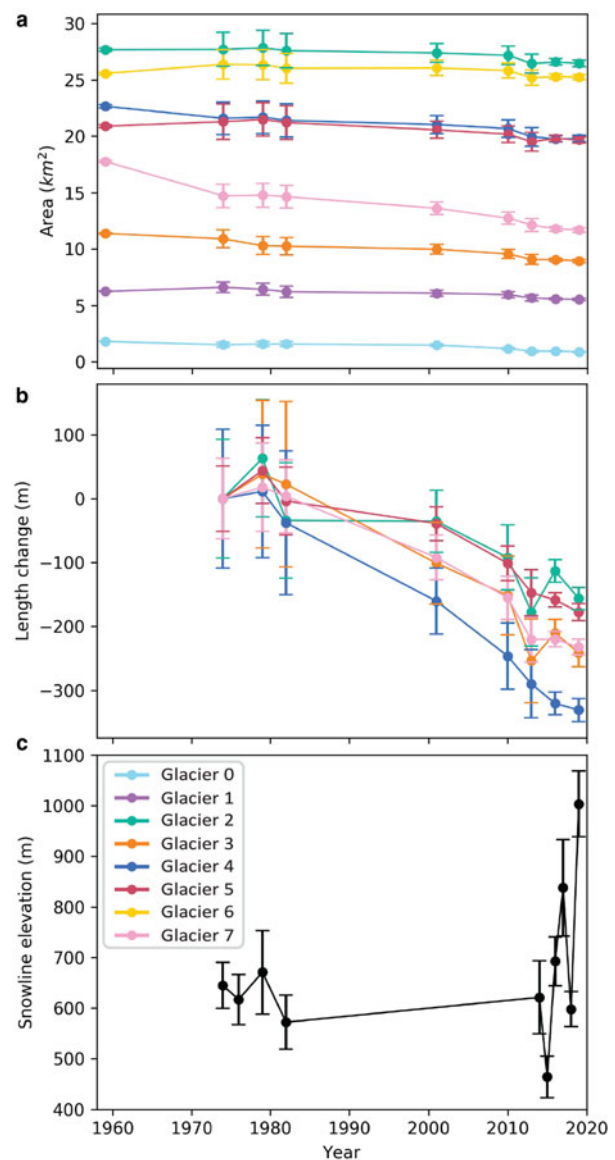 a
30
25
20
15
10
5
0
Area (km²)
b
100
0
−100
−200
−300
Length change (m)
c
1100
1000
900
800
700
600
500
400
Snowline elevation (m)
Glacier 0
Glacier 1
Glacier 2
Glacier 3
Glacier 4
Glacier 5
Glacier 6
Glacier 7
1960 1970 1980 1990 2000 2010 2020
Year